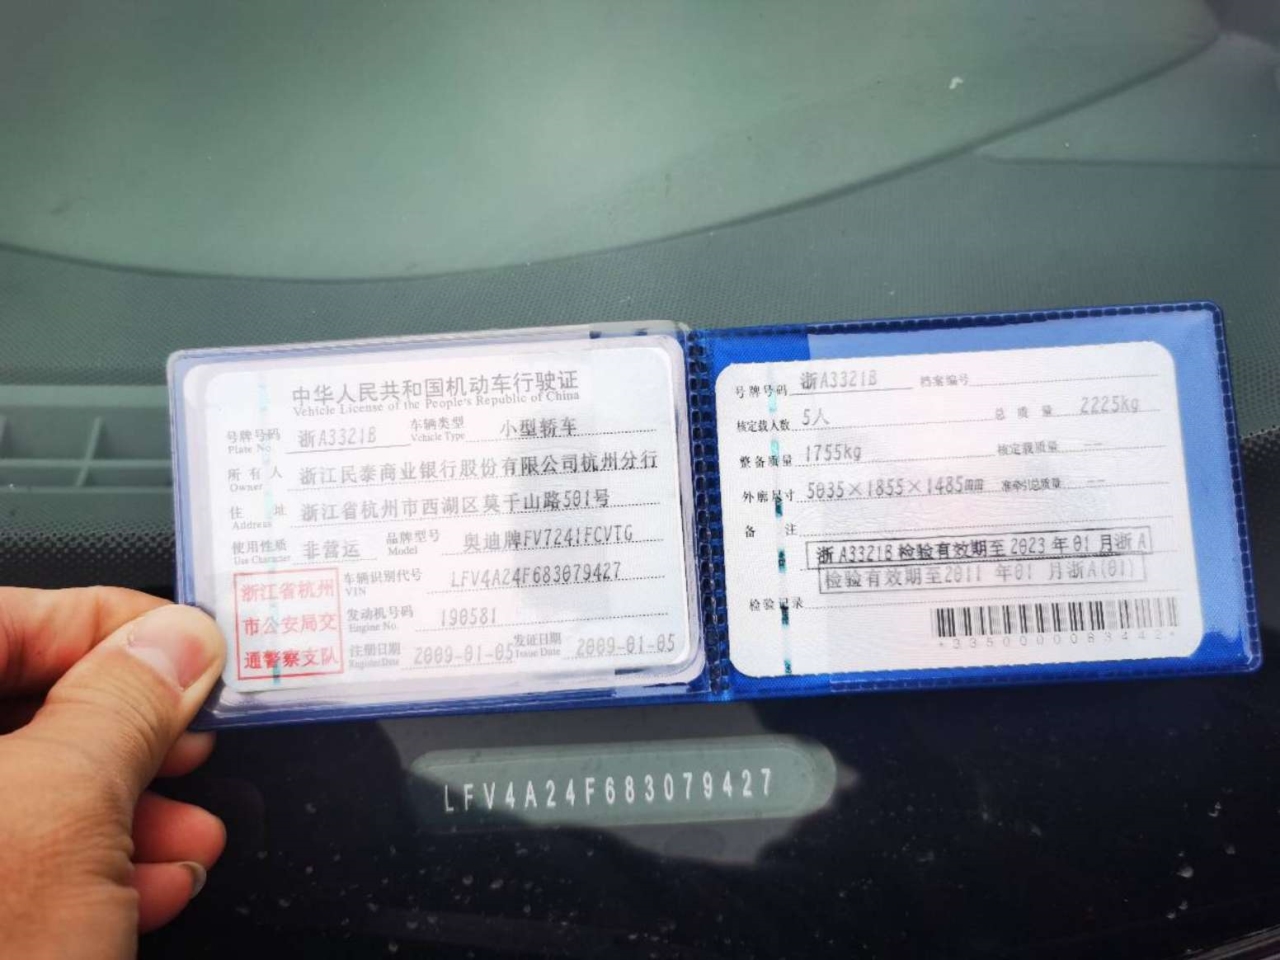 中华人民共和国机动车行驶证
Vehicle License of the People's Republic of China
号牌号码 浙A3321B 车辆类型 小型轿车
Plate No. Vehicle Type
所有人 浙江民泰商业银行股份有限公司杭州分行
Owner
住址 浙江省杭州市西湖区莫干山路501号
Address
使用性质 非营运 品牌型号 奥迪牌FV7241FCVTG
Use Character Model
浙江省杭州
市公安局交
通警察支队
车辆识别代号 LFV4A24F683079427
VIN
发动机号码 190581
Engine No.
注册日期 2009-01-05 发证日期 2009-01-05
Register Date Issue Date
号牌号码 浙A3321B 档案编号
核定载人数 5人 总质量 2225kg
整备质量 1755kg 核定载质量 --
外廓尺寸 5035×1855×1485 准牵引总质量 --
备注
浙A3321B 检验有效期至2023年01月浙A
检验有效期至2011年01月浙A(01)
检验记录
LFV4A24F683079427